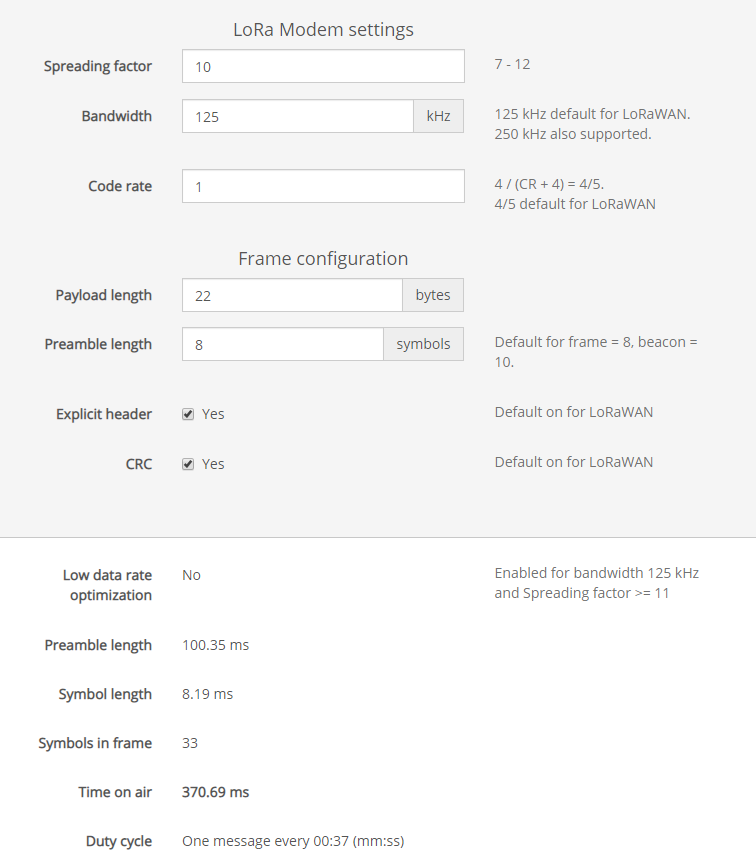 LoRa Modem settings
Spreading factor 10 7 - 12
Bandwidth 125 kHz 125 kHz default for LoRaWAN.
250 kHz also supported.
Code rate 1 4 / (CR + 4) = 4/5.
4/5 default for LoRaWAN
Frame configuration
Payload length 22 bytes
Preamble length 8 symbols Default for frame = 8, beacon =
10.
Explicit header Yes Default on for LoRaWAN
CRC Yes Default on for LoRaWAN
Low data rate No Enabled for bandwidth 125 kHz
optimization and Spreading factor >= 11
Preamble length 100.35 ms
Symbol length 8.19 ms
Symbols in frame 33
Time on air 370.69 ms
Duty cycle One message every 00:37 (mm:ss)